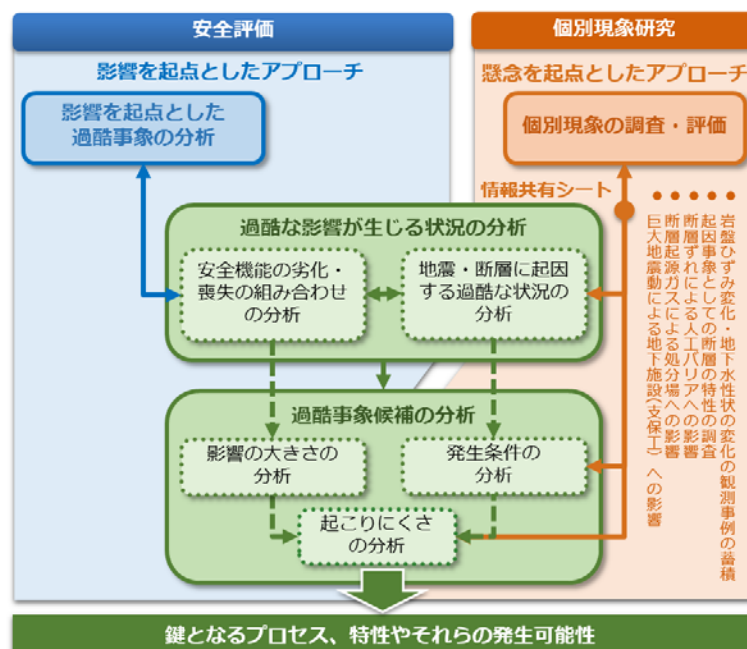 安全評価
個別現象研究
影響を起点としたアプローチ
懸念を起点としたアプローチ
影響を起点とした
過酷事象の分析
個別現象の調査・評価
情報共有シート
過酷な影響が生じる状況の分析
安全機能の劣化・
喪失の組み合わせ
の分析
地震・断層に起因
する過酷な状況の
分析
●岩盤ひずみ変化・地下水性状の変化の観測事例の蓄積
●起因事象としての断層の特性の調査
●断層ずれによる人工バリアへの影響
●断層起源ガスによる処分場への影響
●巨大地震動による地下施設(支保工)への影響
過酷事象候補の分析
影響の大きさの
分析
発生条件の
分析
起こりにくさ
の分析
鍵となるプロセス、特性やそれらの発生可能性